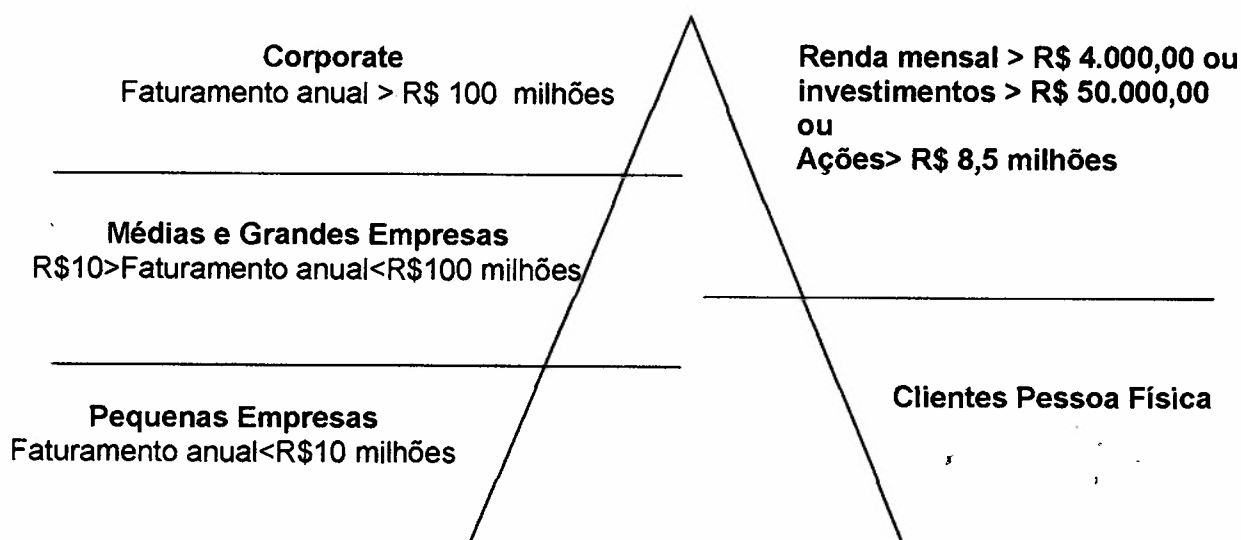 Corporate
Faturamento anual > R$ 100 milhões
Médias e Grandes Empresas
R$10>Faturamento anual<R$100 milhões
Pequenas Empresas
Faturamento anual<R$10 milhões
Renda mensal > R$ 4.000,00 ou
investimentos > R$ 50.000,00
ou
Ações> R$ 8,5 milhões
Clientes Pessoa Física